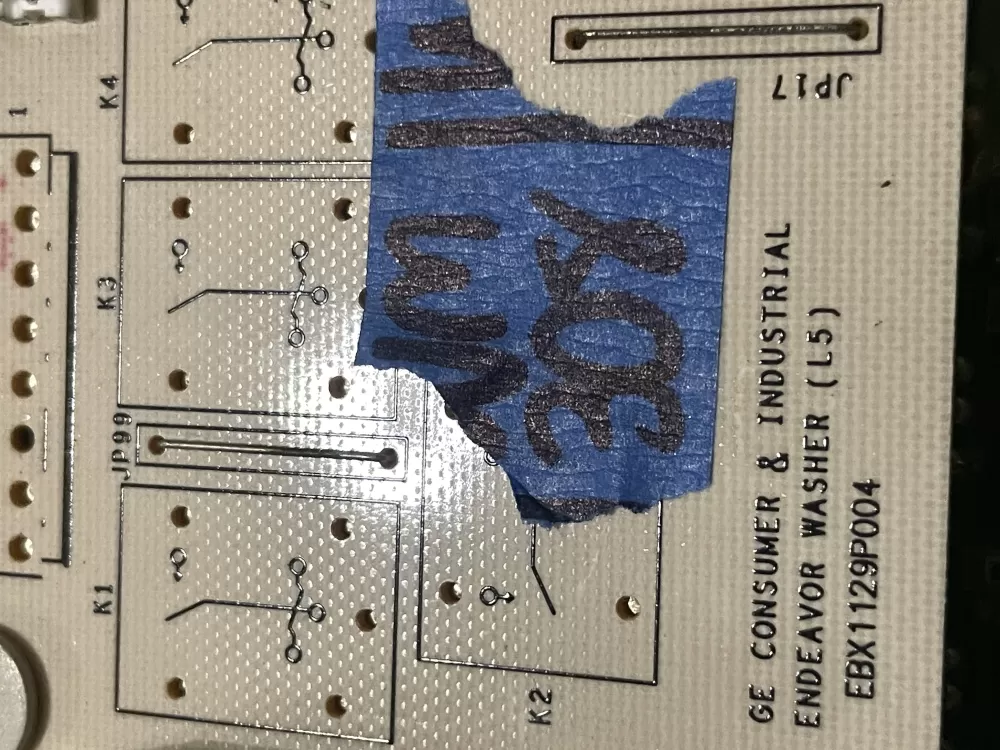 K4
1
K3
JP99
K1
K2
JP17
GE CONSUMER & INDUSTRIAL
ENDEAVOR WASHER (L5)
EBX1129P004